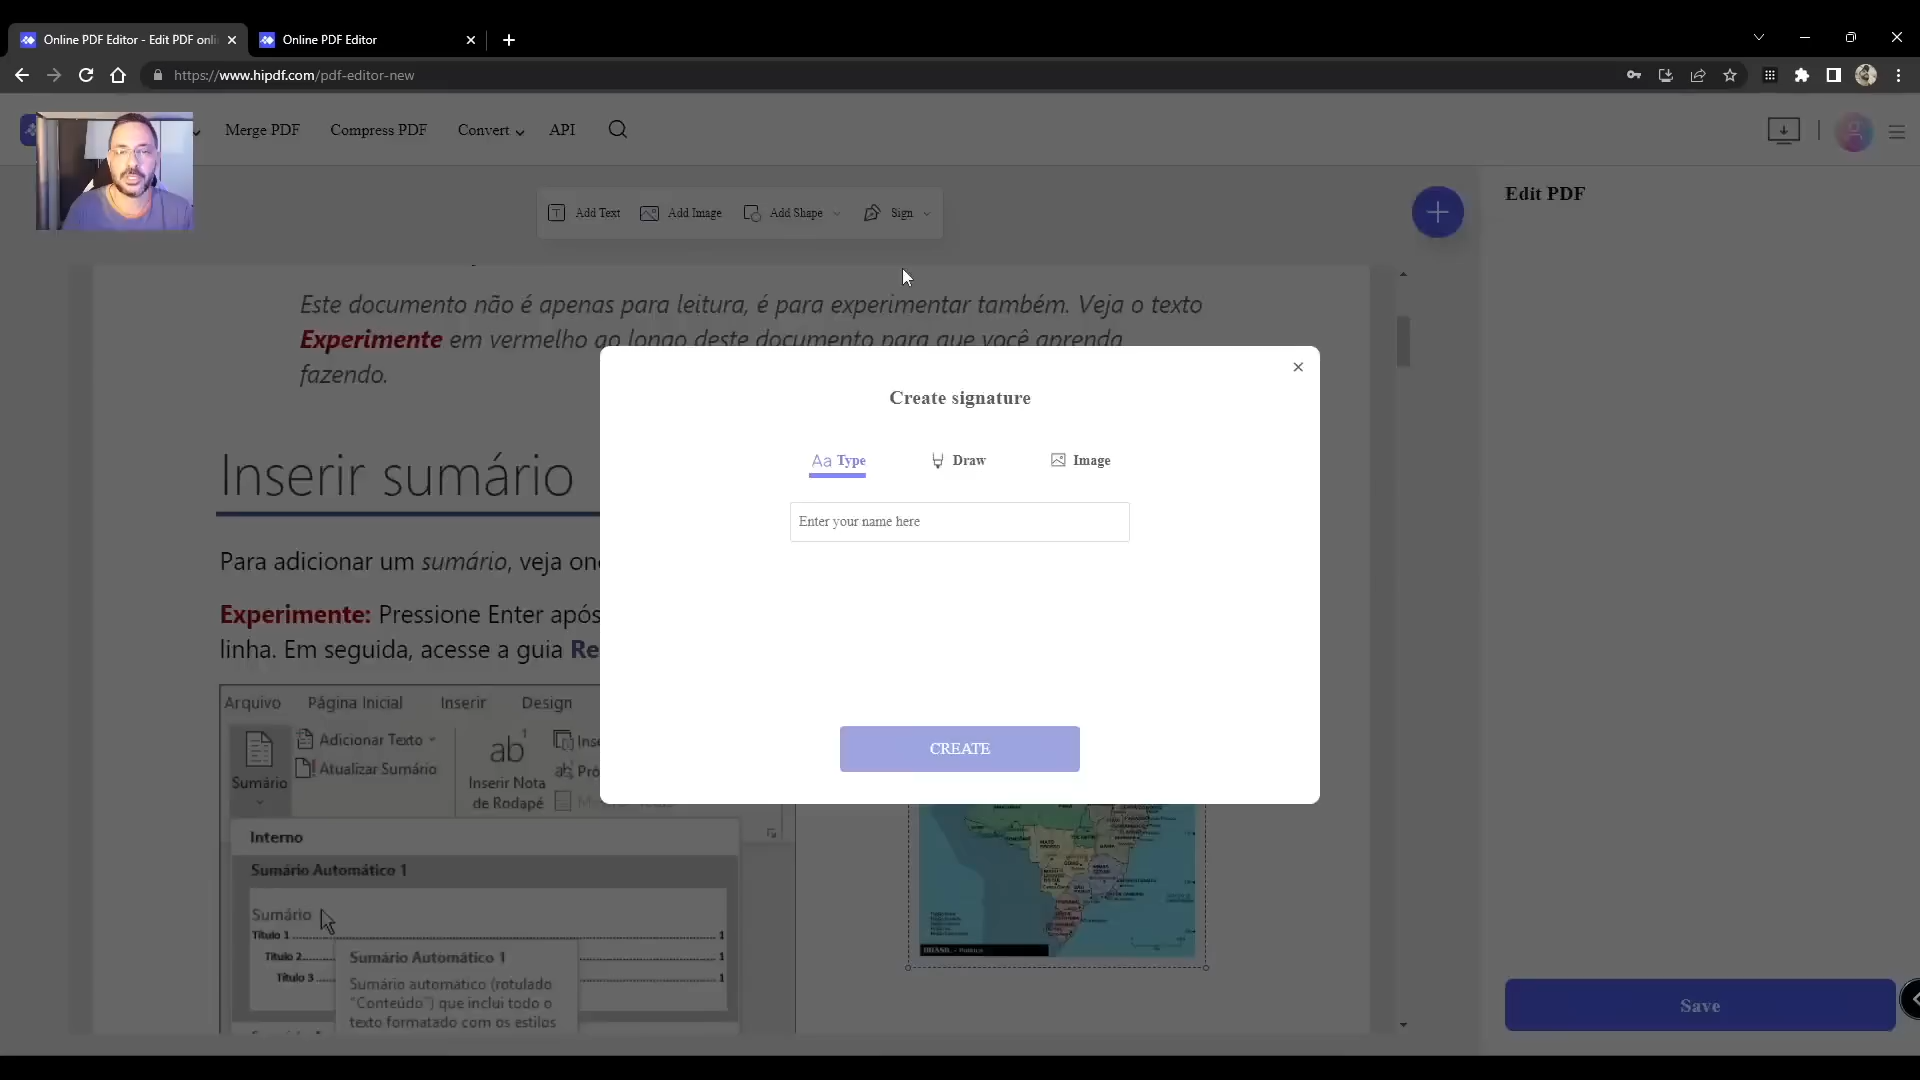 Online PDF Editor - Edit PDF onli
Online PDF Editor
https://www.hipdf.com/pdf-editor-new
Merge PDF
Compress PDF
Convert
API
Add Text
Add Image
Add Shape
Sign
Edit PDF
Este documento não é apenas para leitura, é para experimentar também. Veja o texto
Experimente em vermelho ao longo deste documento para que você aprenda
fazendo.
Create signature
Aa Type
Draw
Image
Enter your name here
CREATE
Inserir sumário
Para adicionar um sumário, veja
Experimente: Pressione Enter após
linha. Em seguida, acesse a guia Re
Arquivo
Página Inicial
Inserir
Design
Sumário
Adicionar Texto
Atualizar Sumário
ab
Inserir Nota
de Rodapé
Interno
Sumário Automático 1
Sumário
Título 1 1
Título 2 1
Título 3 1
Sumário Automático 1
Sumário automático (rotulado
"Conteúdo") que inclui todo o
texto formatado com os estilos
BRASIL - Político
Save